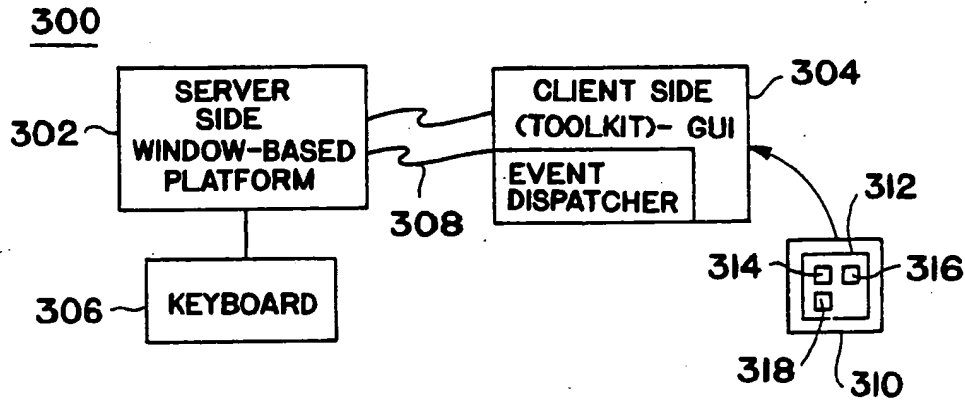 300
SERVER
SIDE
WINDOW-BASED
PLATFORM
302
CLIENT SIDE
(TOOLKIT)- GUI
304
EVENT
DISPATCHER
308
312
314
316
306
KEYBOARD
318
310